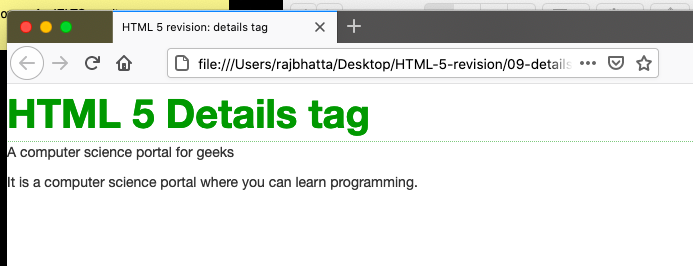 HTML 5 revision: details tag
file:///Users/rajbhatta/Desktop/HTML-5-revision/09-details
HTML 5 Details tag
A computer science portal for geeks
It is a computer science portal where you can learn programming.